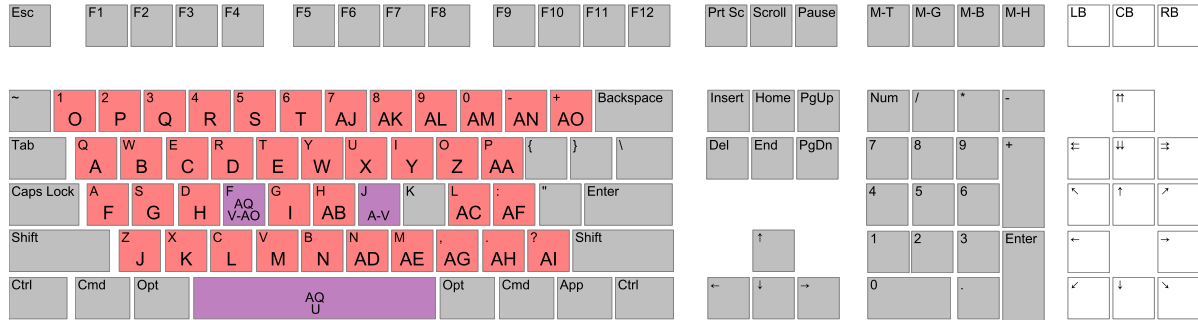 Esc F1 F2 F3 F4 F5 F6 F7 F8 F9 F10 F11 F12 Prt Sc Scroll Pause M-T M-G M-B M-H LB CB RB
~ 1 2 3 4 5 6 7 8 9 0 - + Backspace Insert Home PgUp Num / * - ⇈
O P Q R S T AJ AK AL AM AN AO
Tab Q W E R T Y U I O P { } \ Del End PgDn 7 8 9 + ⇇ ⇊ ⇉
A B C D E W X Y Z AA
Caps Lock A S D F G H J K L : " Enter 4 5 6 ↖ ↑ ↗
F G H AQ I AB A-V AC AF
V-AO
Shift Z X C V B N M , . ? Shift ↑ 1 2 3 Enter ← →
J K L M N AD AE AG AH AI
Ctrl Cmd Opt Opt Cmd App Ctrl ← ↓ → 0 . ↙ ↓ ↘
AQ
U